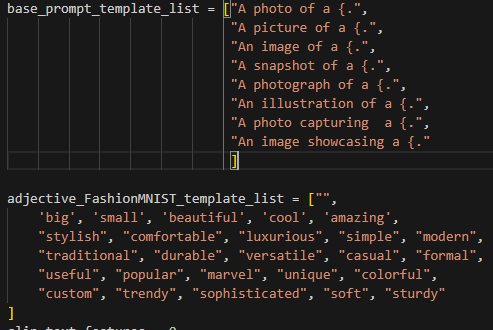 base_prompt_template_list = ["A photo of a {.",
"A picture of a {.",
"An image of a {.",
"A snapshot of a {.",
"A photograph of a {.",
"An illustration of a {.",
"A photo capturing  a {.",
"An image showcasing a {."
]
adjective_FashionMNIST_template_list = ["",
'big', 'small', 'beautiful', 'cool', 'amazing',
"stylish", "comfortable", "luxurious", "simple", "modern",
"traditional", "durable", "versatile", "casual", "formal",
"useful", "popular", "marvel", "unique", "colorful",
"custom", "trendy", "sophisticated", "soft", "sturdy"
]